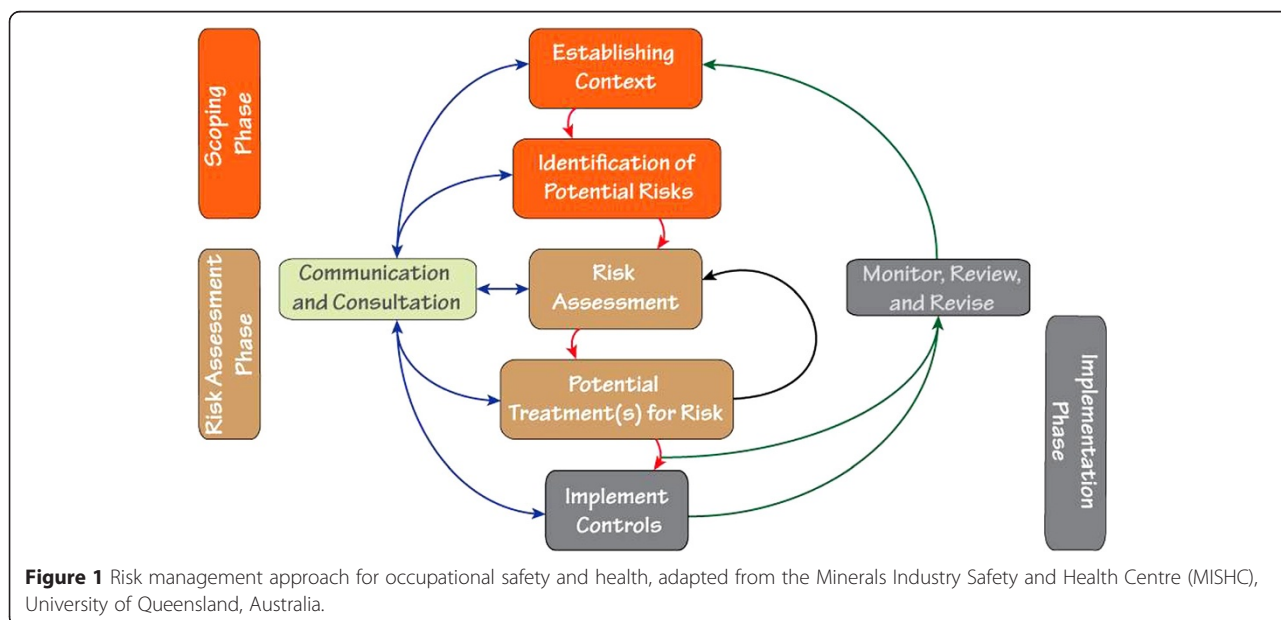 Scoping
Phase
Establishing
Context
Identification of
Potential Risks
Risk Assessment
Phase
Communication
and Consultation
Risk
Assessment
Monitor, Review,
and Revise
Potential
Treatment(s) for Risk
Implementation
Phase
Implement
Controls
Figure 1 Risk management approach for occupational safety and health, adapted from the Minerals Industry Safety and Health Centre (MISHC),
University of Queensland, Australia.